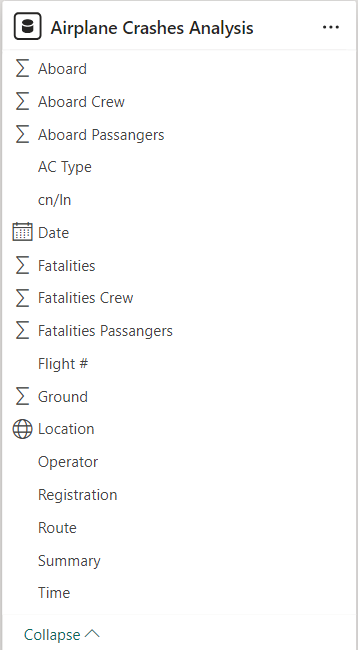 Airplane Crashes Analysis
Aboard
Aboard Crew
Aboard Passangers
AC Type
cn/ln
Date
Fatalities
Fatalities Crew
Fatalities Passangers
Flight #
Ground
Location
Operator
Registration
Route
Summary
Time
Collapse